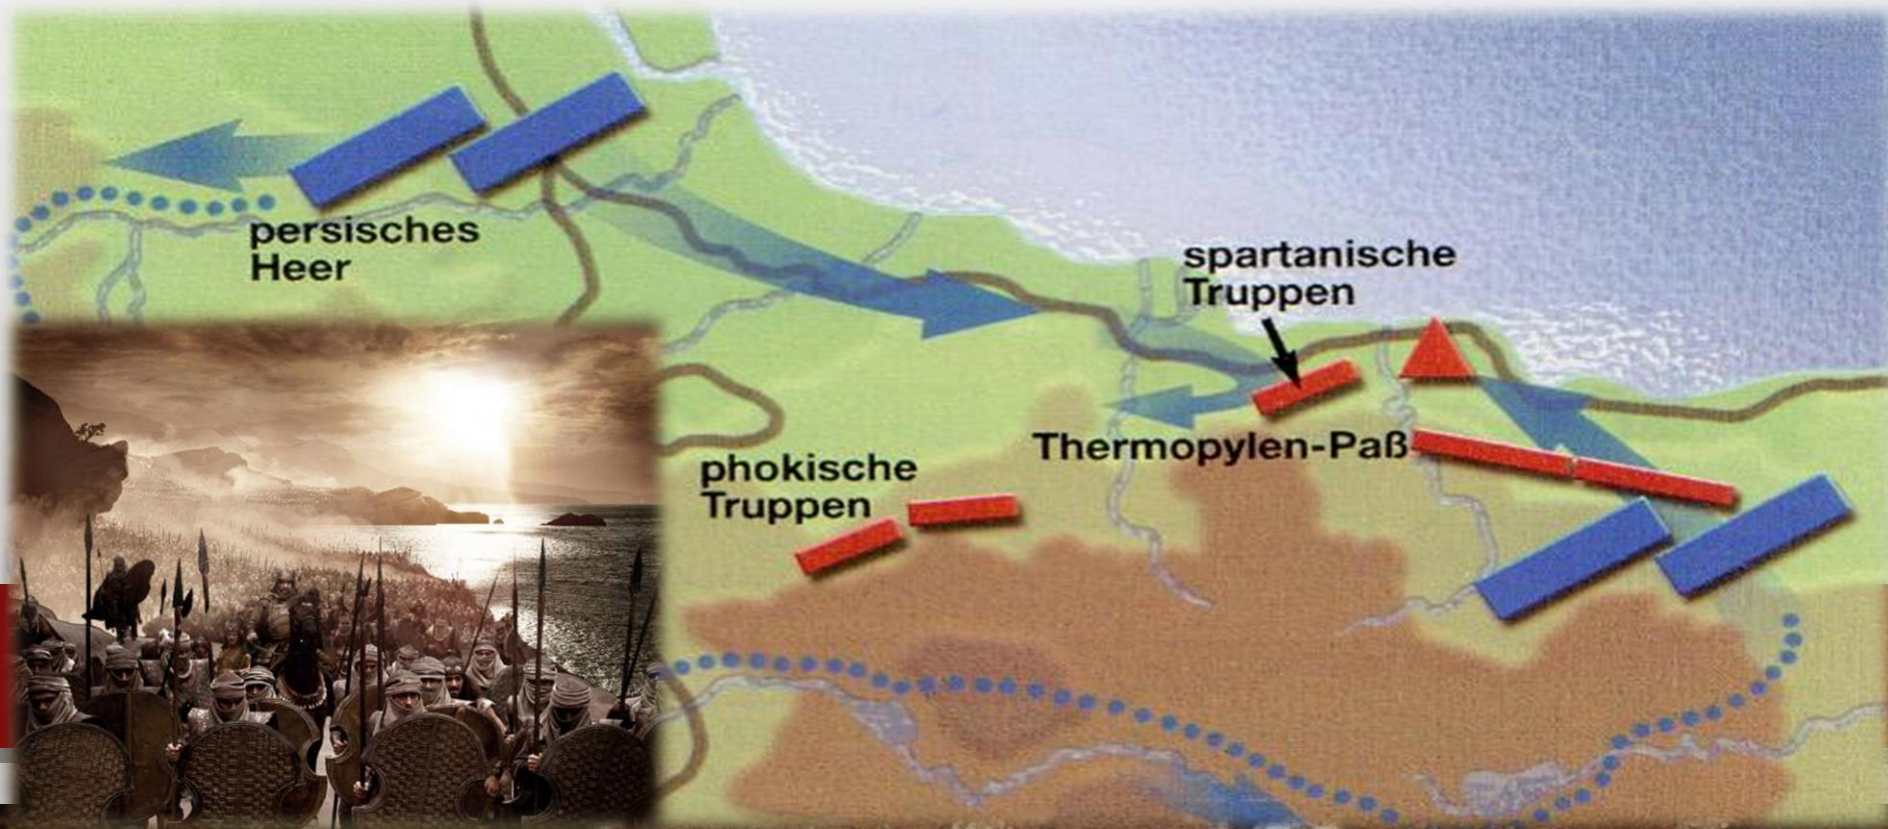 persisches
Heer
spartanische
Truppen
Thermopylen-Paß
phokische
Truppen